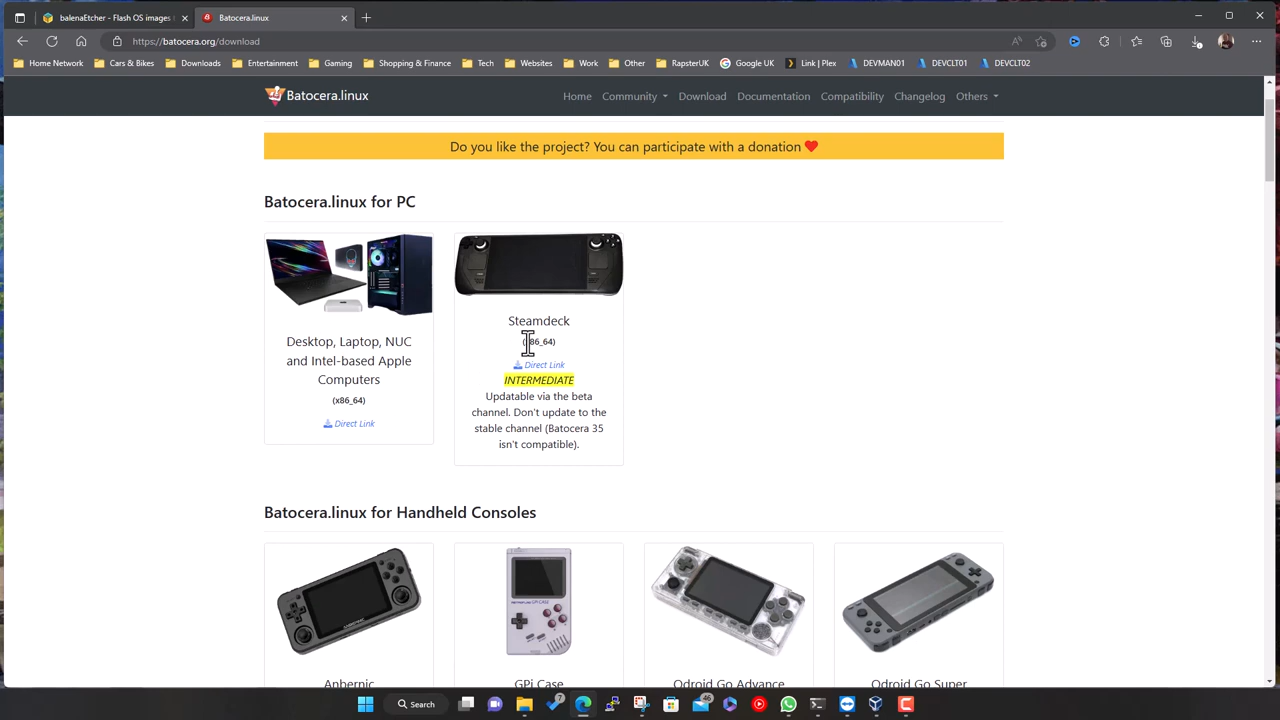 balenaEtcher - Flash OS images
Batocera.linux
https://batocera.org/download
Home Network
Cars & Bikes
Downloads
Entertainment
Gaming
Shopping & Finance
Tech
Websites
Work
Other
RapsterUK
Google UK
Link | Plex
DEVMAN01
DEVCLT01
DEVCLT02
Batocera.linux
Home
Community
Download
Documentation
Compatibility
Changelog
Others
Do you like the project? You can participate with a donation
Batocera.linux for PC
Desktop, Laptop, NUC
and Intel-based Apple
Computers
(x86_64)
Direct Link
Steamdeck
(x86_64)
Direct Link
INTERMEDIATE
Updatable via the beta
channel. Don't update to the
stable channel (Batocera 35
isn't compatible).
Batocera.linux for Handheld Consoles
Anbernic
GPi Case
Odroid Go Advance
Odroid Go Super
Search
7
46